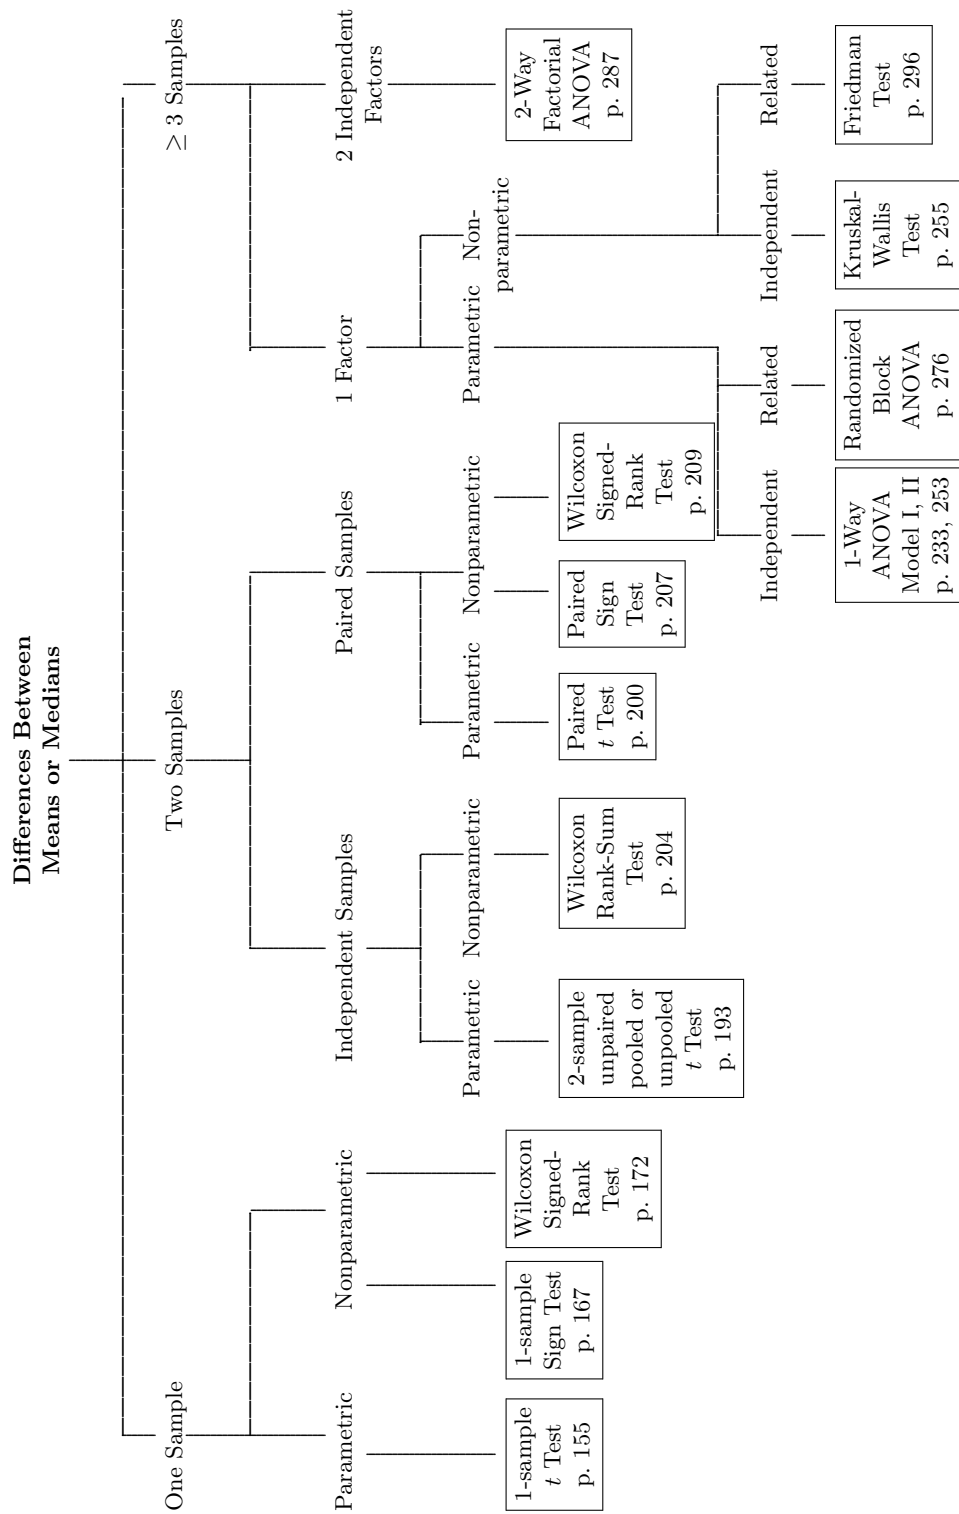 Differences Between
Means or Medians
One Sample
Two Samples
≥ 3 Samples
Parametric
Nonparametric
Independent Samples
Paired Samples
1 Factor
2 Independent
Factors
Parametric
Nonparametric
Parametric
Nonparametric
Parametric
Non-
parametric
1-sample
t Test
p. 155
1-sample
Sign Test
p. 167
Wilcoxon
Signed-
Rank
Test
p. 172
2-Way
Factorial
ANOVA
p. 287
2-sample
unpaired
pooled or
unpooled
t Test
p. 193
Wilcoxon
Rank-Sum
Test
p. 204
Paired
t Test
p. 200
Paired
Sign
Test
p. 207
Wilcoxon
Signed-
Rank
Test
p. 209
Independent
Related
Independent
Related
1-Way
ANOVA
Model I, II
p. 233, 253
Randomized
Block
ANOVA
p. 276
Kruskal-
Wallis
Test
p. 255
Friedman
Test
p. 296